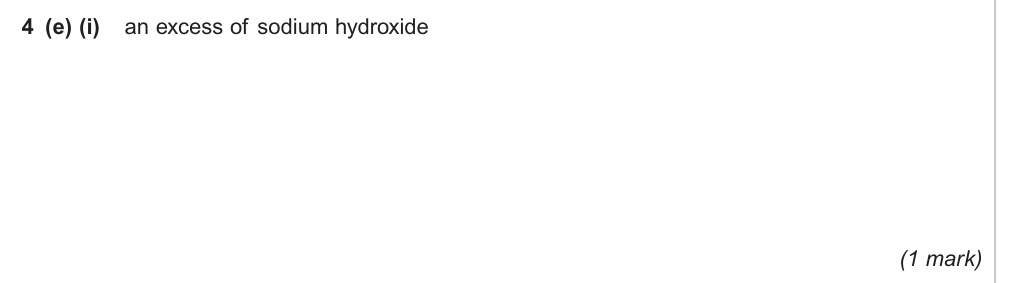 4 (e) (i) an excess of sodium hydroxide
(1 mark)